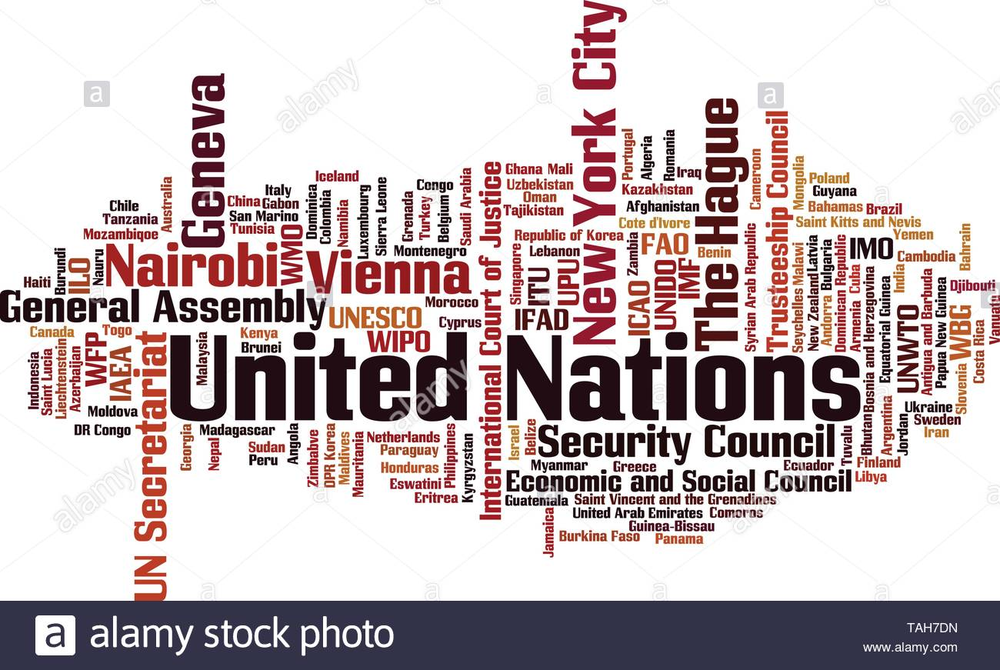 New York City
Geneva
The Hague
Trusteeship Council
Portugal
Algeria
Romania
Iraq
Cameroon
Mongolia
Poland
Guyana
Ghana Mali
Uzbekistan
Oman
Tajikistan
Kazakhstan
Afghanistan
Cote d'Ivore
Bahamas Brazil
Saint Kitts and Nevis
Yemen
Bahrain
Iceland
Italy
Gabon
San Marino
China
Tunisia
Chile
Tanzania
Mozambiqoe
Australia
Dominica
Colombia
Namibia
Luxembourg
Sierra Leone
Grenada
Turkey
Congo
Belgium
Saudi Arabia
Montenegro
International Court of Justice
Republic of Korea
Lebanon
Singapore
ITU
UPU
Zambia
FAO
Benin
ICAO
UNIDO
IMF
Syrian Arab Republic
Seychelles
Malawi
New Zealand
Latvia
Andorra
Bulgaria
Dominican Republic
Armenia
Cuba
IMO
Cambodia
India
Bosnia and Herzegovina
Equatorial Guinea
UNWTO
Antigua and Barbuda
Papua New Guinea
WBG
Djibouti
Vanuatu
Costa Rica
Slovenia
Haiti
Burundi
ILO
Nauru
Nairobi
WMO
Vienna
Morocco
General Assembly
UNESCO
Cyprus
IFAD
Canada
Togo
Kenya
WIPO
Brunei
Indonesia
Saint Lucia
Liechtenstein
Azerbaijan
WFP
IAEA
UN Secretariat
Malaysia
United Nations
Moldova
DR Congo
Ukraine
Sweden
Iran
Jordan
Argentina
Bhutan
Tuvalu
Georgia
Madagascar
Nepal
Sudan
Peru
Angola
Zimbabve
DPR Korea
Maldives
Mauritania
Netherlands
Paraguay
Honduras
Eswatini
Eritrea
Philippines
Kyrgyzstan
Israel
Belize
Security Council
Myanmar
Greece
Ecuador
Finland
Libya
Economic and Social Council
Guatemala
Saint Vincent and the Grenadines
United Arab Emirates
Comoros
Guinea-Bissau
Jamaica
Burkina Faso
Panama
a alamy
a alamy stock photo
TAH7DN
www.alamy.com